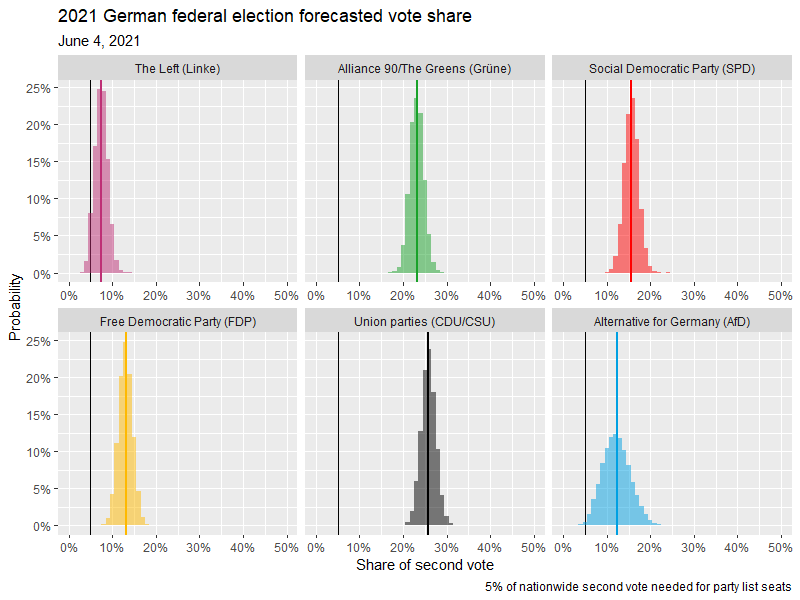 2021 German federal election forecasted vote share
June 4, 2021
The Left (Linke) Alliance 90/The Greens (Grüne) Social Democratic Party (SPD)
25%
20%
15%
10%
5%
0%
0% 10% 20% 30% 40% 50% 0% 10% 20% 30% 40% 50% 0% 10% 20% 30% 40% 50%
Probability
Free Democratic Party (FDP) Union parties (CDU/CSU) Alternative for Germany (AfD)
25%
20%
15%
10%
5%
0%
0% 10% 20% 30% 40% 50% 0% 10% 20% 30% 40% 50% 0% 10% 20% 30% 40% 50%
Share of second vote
5% of nationwide second vote needed for party list seats